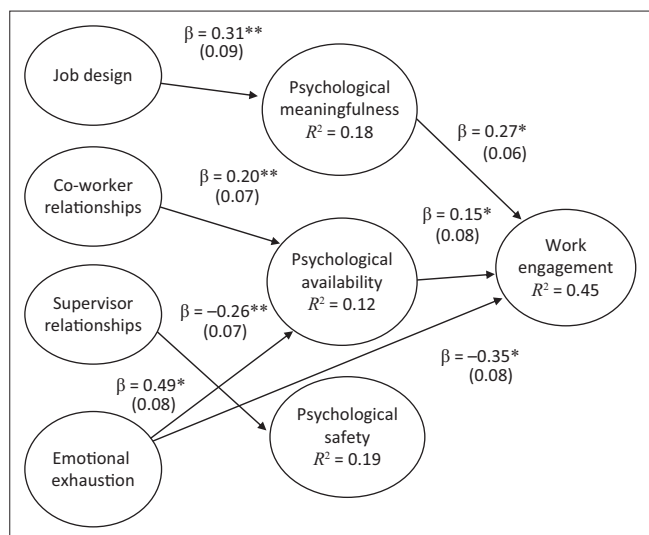 β = 0.31**
(0.09)
Job design
Psychological
meaningfulness
R² = 0.18
β = 0.27*
(0.06)
Co-worker
relationships
β = 0.20**
(0.07)
β = 0.15*
(0.08)
Psychological
availability
R² = 0.12
Work
engagement
R² = 0.45
Supervisor
relationships
β = –0.26**
(0.07)
β = –0.35*
(0.08)
β = 0.49*
(0.08)
Psychological
safety
R² = 0.19
Emotional
exhaustion